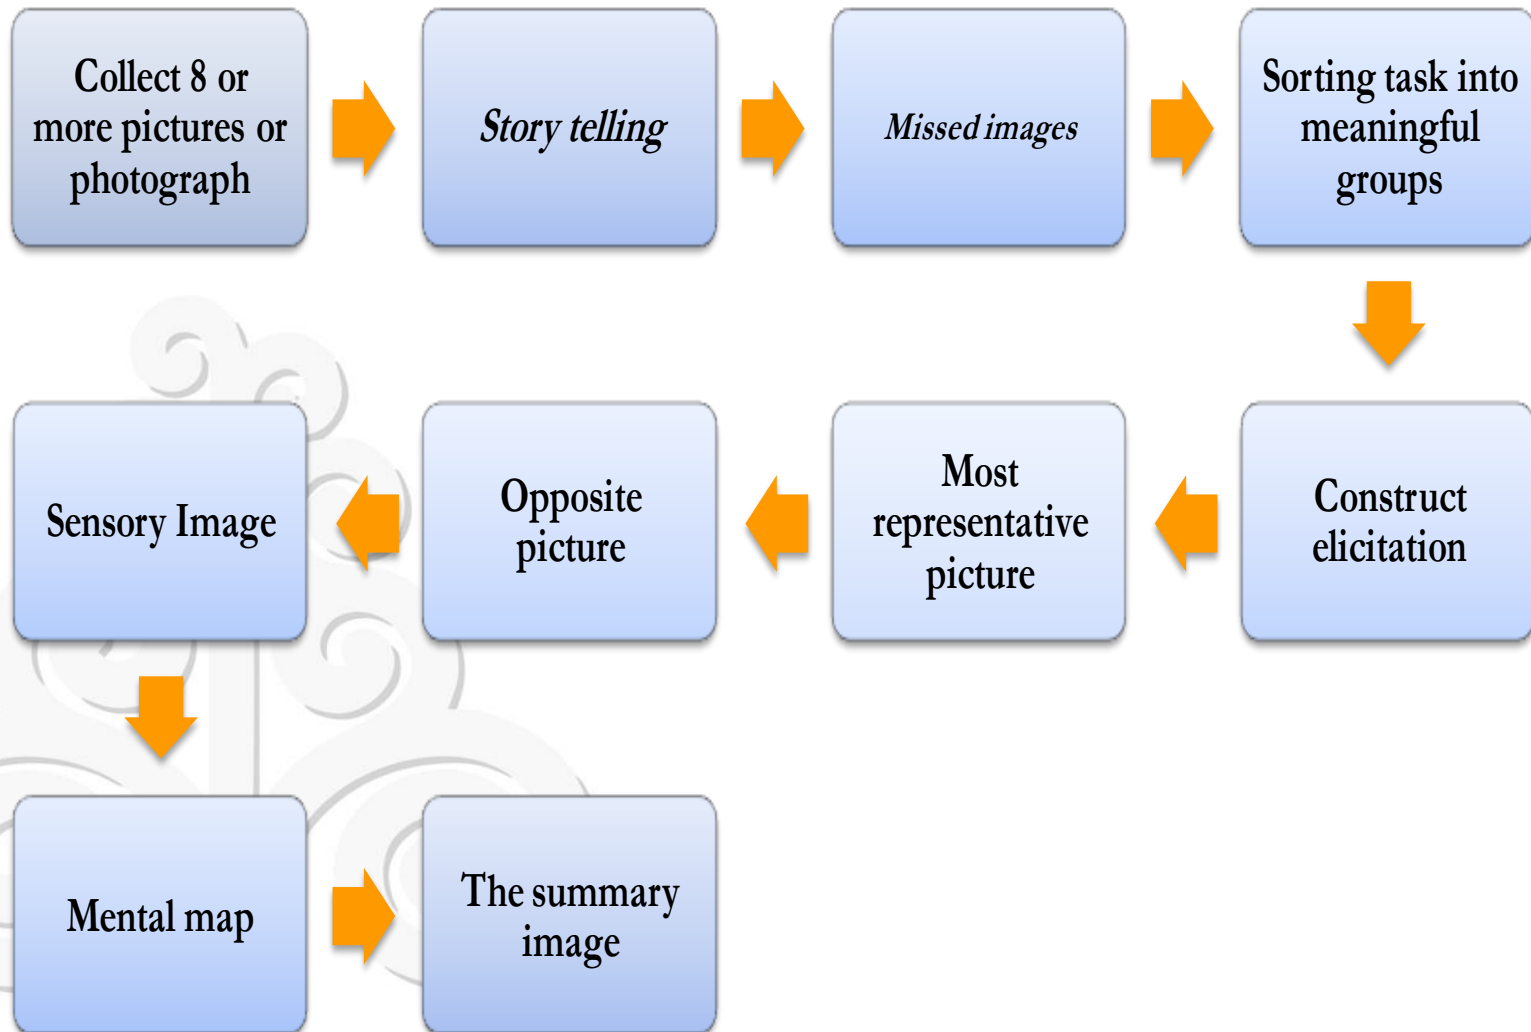 Collect 8 or
more pictures or
photograph
Story telling
Missed images
Sorting task into
meaningful
groups
Construct
elicitation
Most
representative
picture
Opposite
picture
Sensory Image
Mental map
The summary
image